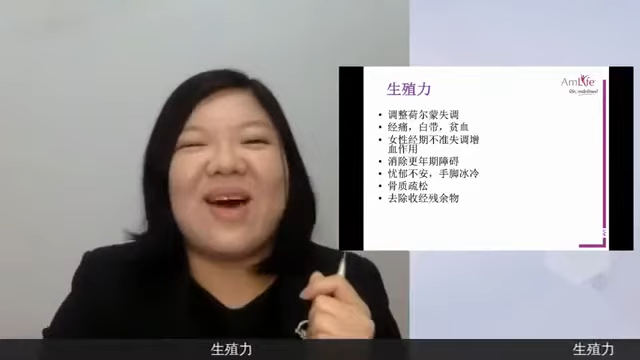 生殖力
AmLife
life, redefined!
• 调整荷尔蒙失调
• 经痛，白带，贫血
• 女性经期不准失调增
血作用
• 消除更年期障碍
• 忧郁不安，手脚冰冷
• 骨质疏松
• 去除收经残余物
生殖力
生殖力